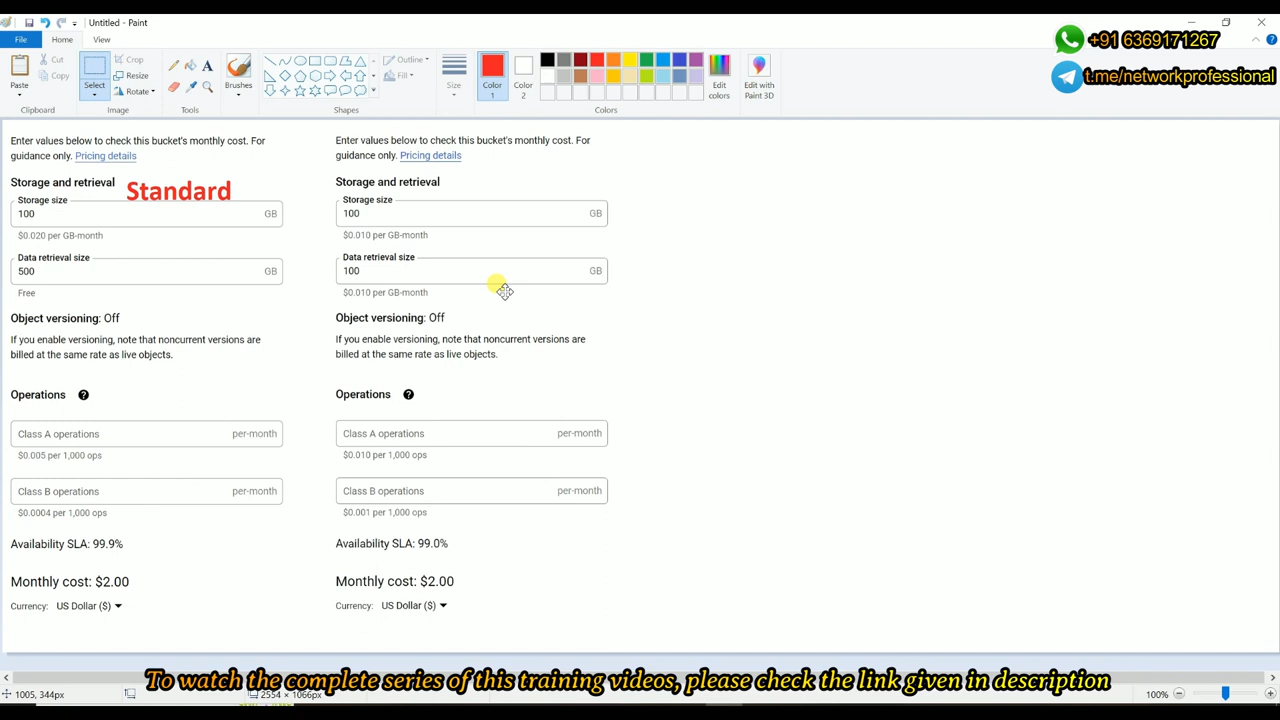 Untitled - Paint
+91 6369171267
t.me/networkprofessional
File
Home
View
Paste
Cut
Copy
Clipboard
Select
Crop
Resize
Rotate
Image
Tools
Brushes
Outline
Fill
Shapes
Size
Color 1
Color 2
Edit colors
Edit with Paint 3D
Colors
Enter values below to check this bucket's monthly cost. For
guidance only. Pricing details
Storage and retrieval
Standard
Storage size
100 GB
$0.020 per GB-month
Data retrieval size
500 GB
Free
Object versioning: Off
If you enable versioning, note that noncurrent versions are
billed at the same rate as live objects.
Operations ?
Class A operations per-month
$0.005 per 1,000 ops
Class B operations per-month
$0.0004 per 1,000 ops
Availability SLA: 99.9%
Monthly cost: $2.00
Currency: US Dollar ($)
Enter values below to check this bucket's monthly cost. For
guidance only. Pricing details
Storage and retrieval
Storage size
100 GB
$0.010 per GB-month
Data retrieval size
100 GB
$0.010 per GB-month
Object versioning: Off
If you enable versioning, note that noncurrent versions are
billed at the same rate as live objects.
Operations ?
Class A operations per-month
$0.010 per 1,000 ops
Class B operations per-month
$0.001 per 1,000 ops
Availability SLA: 99.0%
Monthly cost: $2.00
Currency: US Dollar ($)
To watch the complete series of this training videos, please check the link given in description
1005, 344px
2554 × 1066px
100%